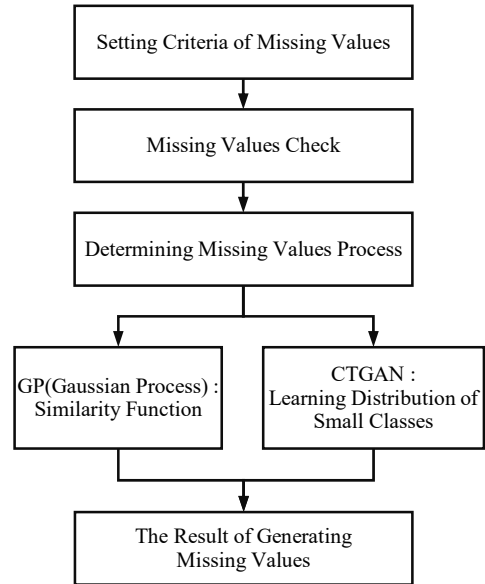 Setting Criteria of Missing Values
Missing Values Check
Determining Missing Values Process
GP(Gaussian Process) :
Similarity Function
CTGAN :
Learning Distribution of
Small Classes
The Result of Generating
Missing Values